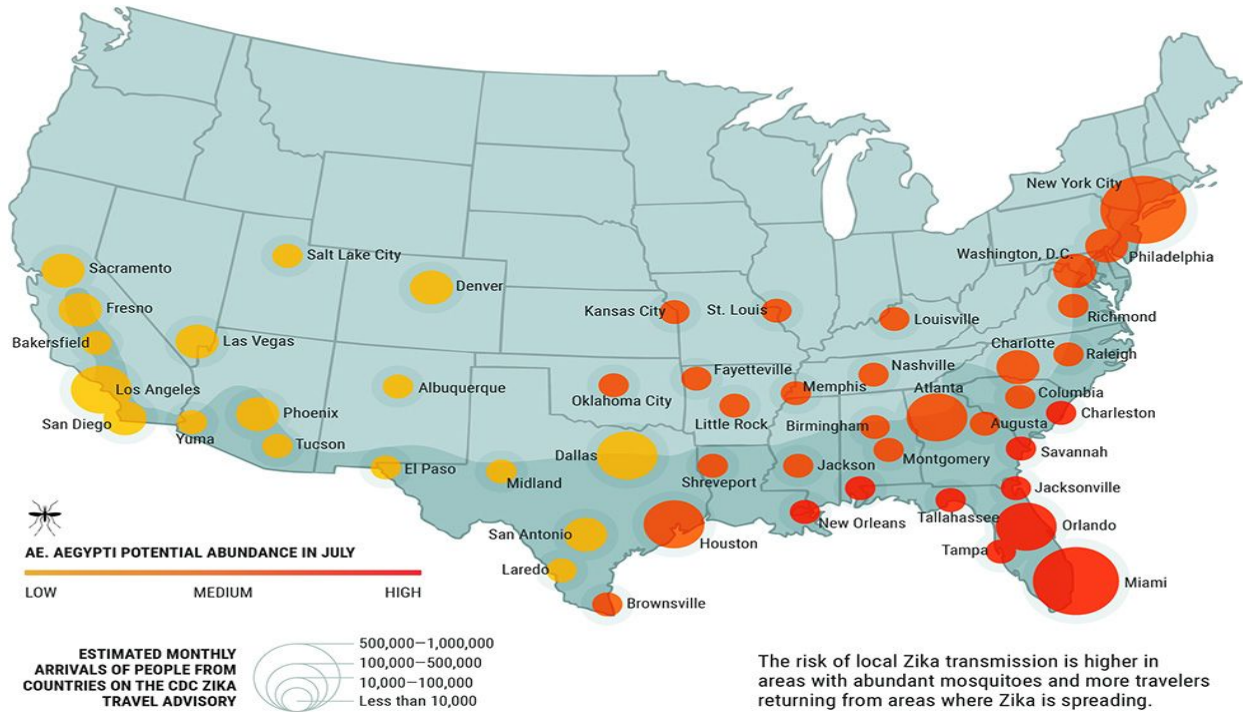 New York City
Washington, D.C.
Philadelphia
Salt Lake City
Sacramento
Denver
Fresno
Kansas City
St. Louis
Louisville
Richmond
Bakersfield
Las Vegas
Charlotte
Raleigh
Los Angeles
Albuquerque
Fayetteville
Nashville
Oklahoma City
Memphis
Atlanta
Columbia
San Diego
Phoenix
Little Rock
Birmingham
Augusta
Charleston
Yuma
Tucson
Dallas
Montgomery
Savannah
El Paso
Midland
Shreveport
Jackson
Jacksonville
San Antonio
Houston
New Orleans
Tallahassee
Orlando
Tampa
Laredo
Miami
Brownsville
AE. AEGYPTI POTENTIAL ABUNDANCE IN JULY
LOW MEDIUM HIGH
ESTIMATED MONTHLY
ARRIVALS OF PEOPLE FROM
COUNTRIES ON THE CDC ZIKA
TRAVEL ADVISORY
500,000–1,000,000
100,000–500,000
10,000–100,000
Less than 10,000
The risk of local Zika transmission is higher in
areas with abundant mosquitoes and more travelers
returning from areas where Zika is spreading.